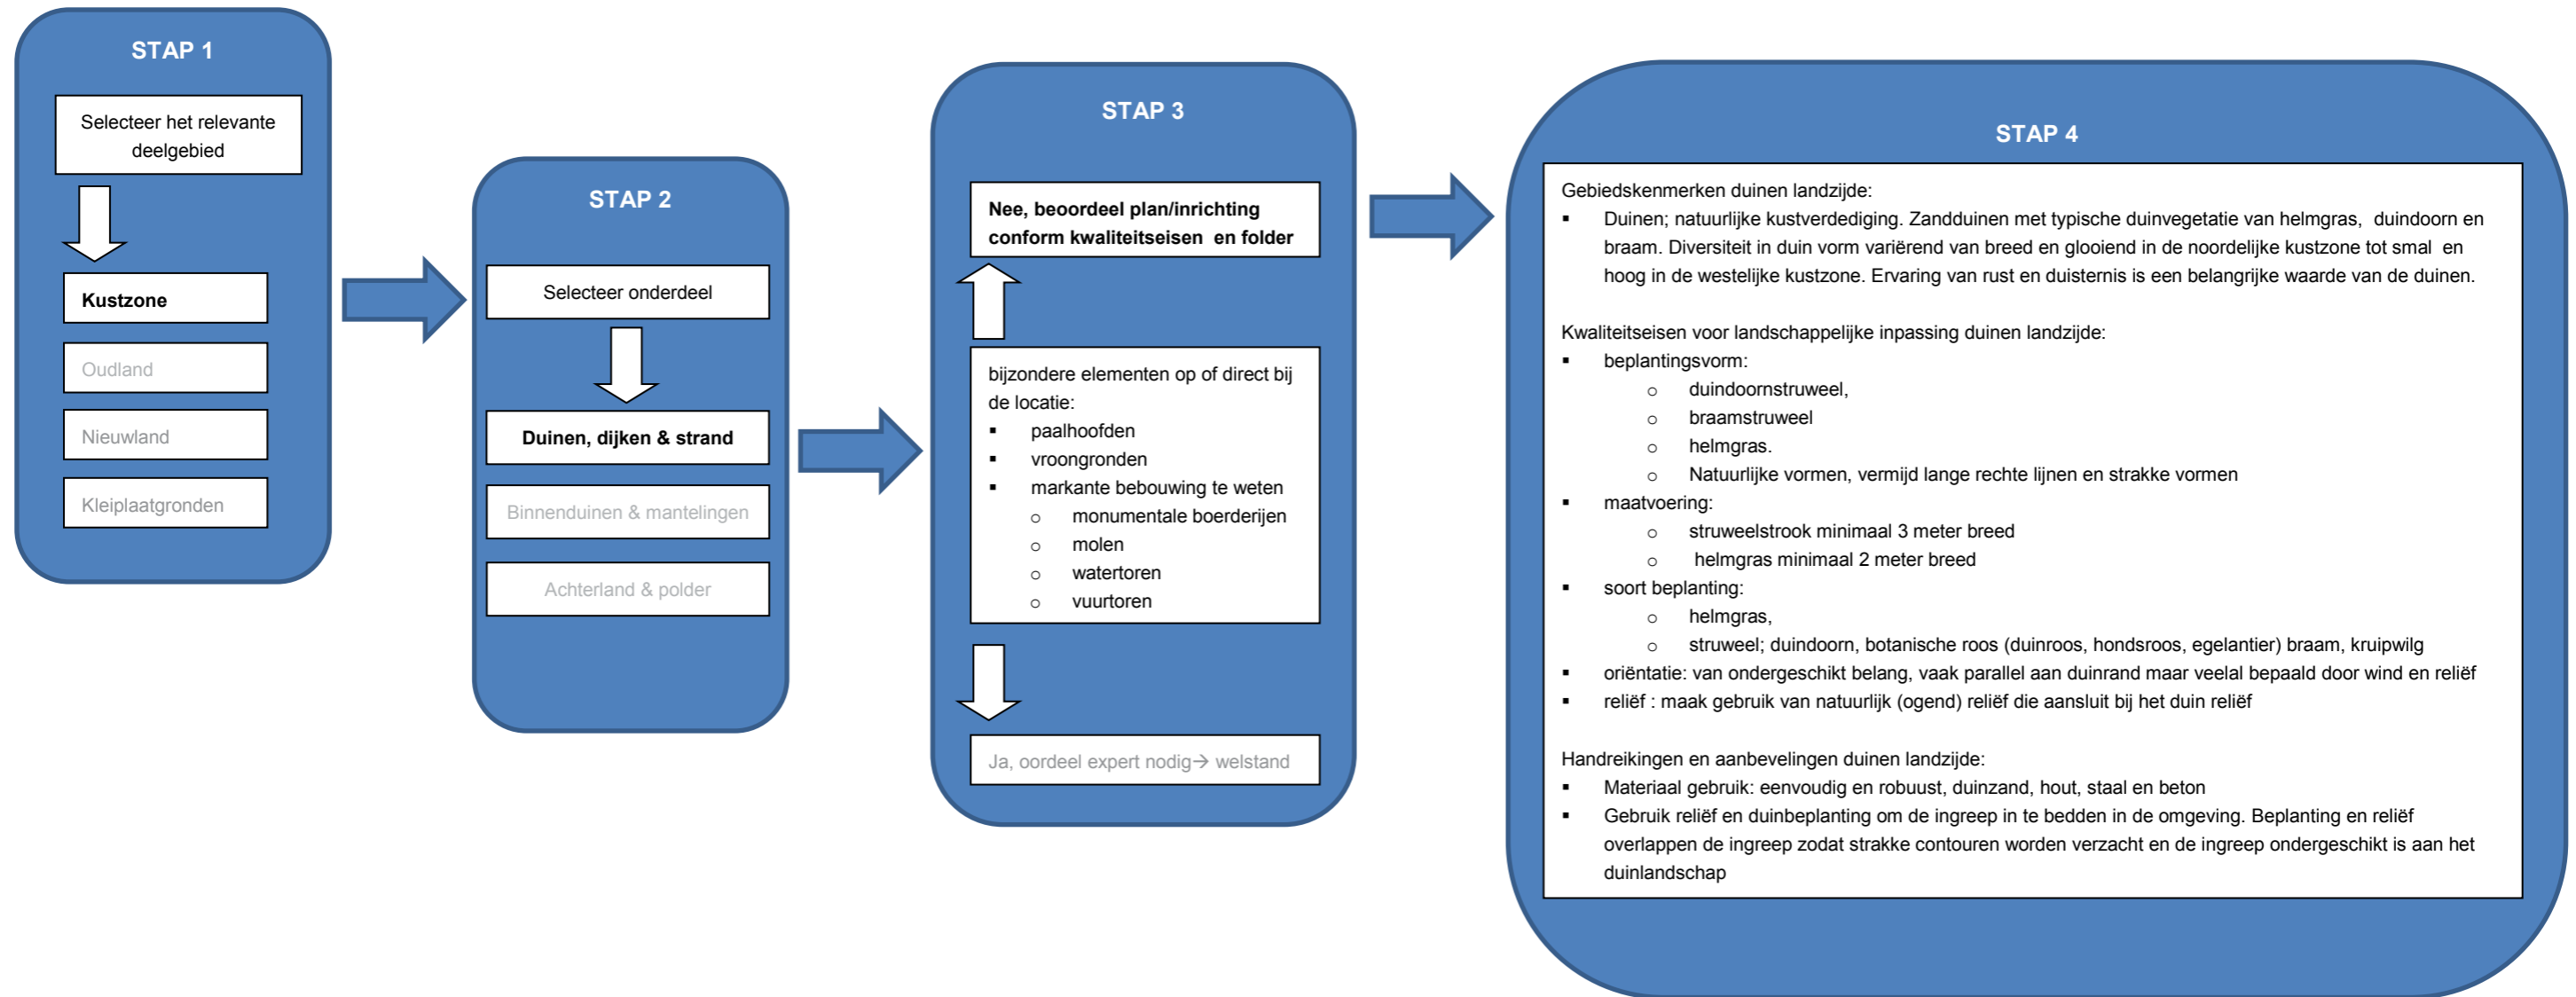 STAP 1
Selecteer het relevante
deelgebied
Kustzone
Oudland
Nieuwland
Kleiplaatgronden
STAP 2
Selecteer onderdeel
Duinen, dijken & strand
Binnenduinen & mantelingen
Achterland & polder
STAP 3
Nee, beoordeel plan/inrichting
conform kwaliteitseisen en folder
bijzondere elementen op of direct bij
de locatie:
▪ paalhoofden
▪ vroongronden
▪ markante bebouwing te weten
o monumentale boerderijen
o molen
o watertoren
o vuurtoren
Ja, oordeel expert nodig→ welstand
STAP 4
Gebiedskenmerken duinen landzijde:
▪ Duinen; natuurlijke kustverdediging. Zandduinen met typische duinvegetatie van helmgras, duindoorn en
braam. Diversiteit in duin vorm variërend van breed en glooiend in de noordelijke kustzone tot smal en
hoog in de westelijke kustzone. Ervaring van rust en duisternis is een belangrijke waarde van de duinen.
Kwaliteitseisen voor landschappelijke inpassing duinen landzijde:
▪ beplantingsvorm:
o duindoornstruweel,
o braamstruweel
o helmgras.
o Natuurlijke vormen, vermijd lange rechte lijnen en strakke vormen
▪ maatvoering:
o struweelstrook minimaal 3 meter breed
o helmgras minimaal 2 meter breed
▪ soort beplanting:
o helmgras,
o struweel; duindoorn, botanische roos (duinroos, hondsroos, egelantier) braam, kruipwilg
▪ oriëntatie: van ondergeschikt belang, vaak parallel aan duinrand maar veelal bepaald door wind en reliëf
▪ reliëf : maak gebruik van natuurlijk (ogend) reliëf die aansluit bij het duin reliëf
Handreikingen en aanbevelingen duinen landzijde:
▪ Materiaal gebruik: eenvoudig en robuust, duinzand, hout, staal en beton
▪ Gebruik reliëf en duinbeplanting om de ingreep in te bedden in de omgeving. Beplanting en reliëf
overlappen de ingreep zodat strakke contouren worden verzacht en de ingreep ondergeschikt is aan het
duinlandschap